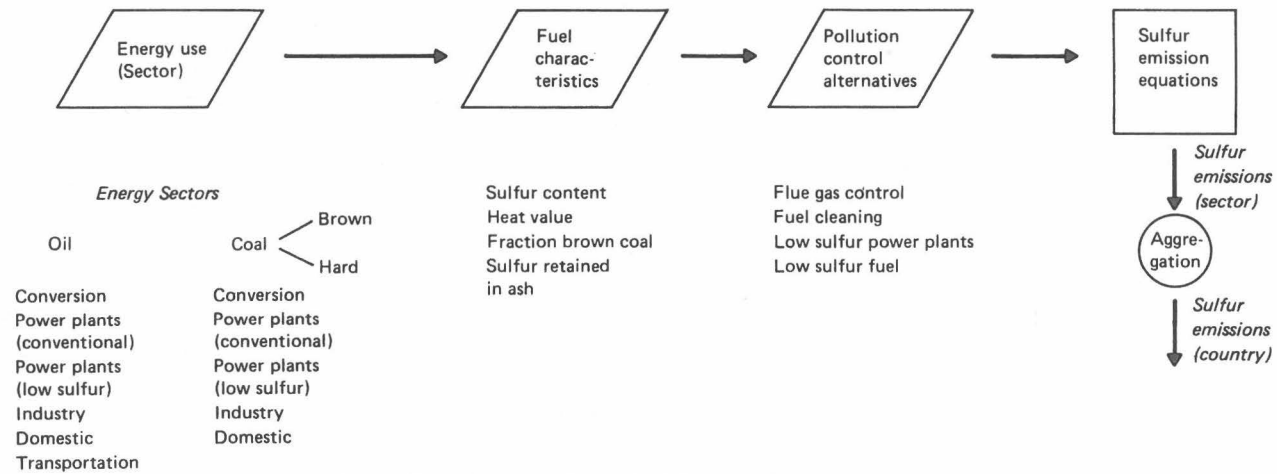 Energy use
(Sector)
Fuel
charac-
teristics
Pollution
control
alternatives
Sulfur
emission
equations
Sulfur
emissions
(sector)
Aggre-
gation
Sulfur
emissions
(country)
Energy Sectors
Oil
Coal
Brown
Hard
Conversion
Power plants
(conventional)
Power plants
(low sulfur)
Industry
Domestic
Transportation
Conversion
Power plants
(conventional)
Power plants
(low sulfur)
Industry
Domestic
Sulfur content
Heat value
Fraction brown coal
Sulfur retained
in ash
Flue gas control
Fuel cleaning
Low sulfur power plants
Low sulfur fuel